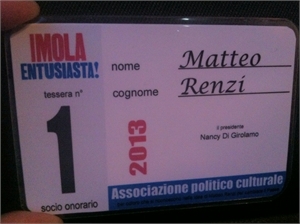 IMOLA
ENTUSIASTA!
tessera n°
1
socio onorario
nome Matteo
cognome Renzi
2013
il presidente
Nancy Di Girolamo
Associazione politico culturale